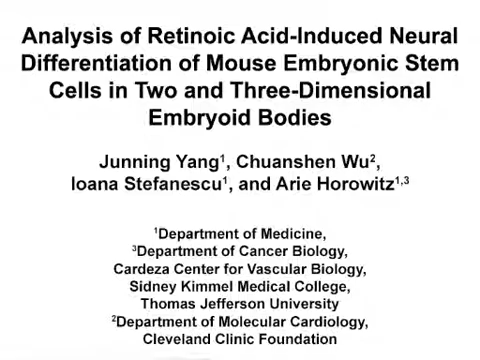 Analysis of Retinoic Acid-Induced Neural
Differentiation of Mouse Embryonic Stem
Cells in Two and Three-Dimensional
Embryoid Bodies
Junning Yang¹, Chuanshen Wu²,
Ioana Stefanescu¹, and Arie Horowitz¹,³
¹Department of Medicine,
³Department of Cancer Biology,
Cardeza Center for Vascular Biology,
Sidney Kimmel Medical College,
Thomas Jefferson University
²Department of Molecular Cardiology,
Cleveland Clinic Foundation